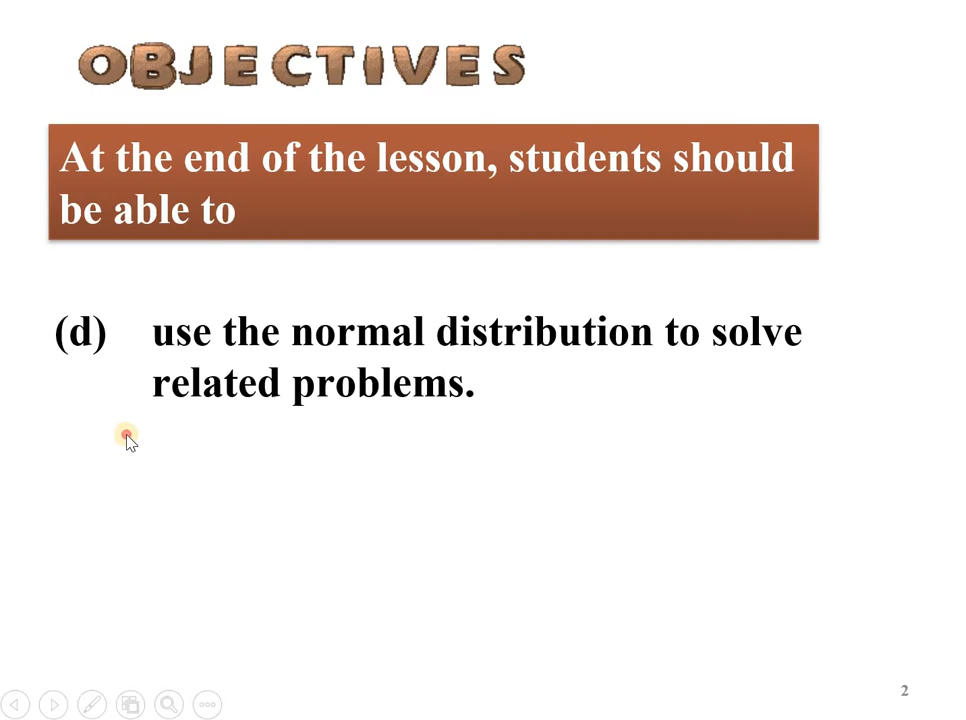 OBJECTIVES
At the end of the lesson, students should
be able to
(d) use the normal distribution to solve
related problems.
2